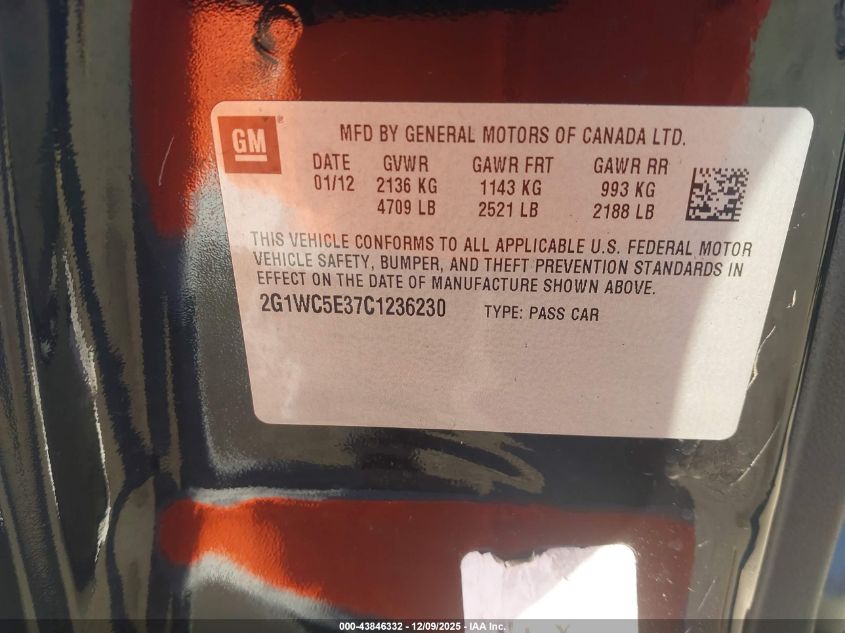 GM
MFD BY GENERAL MOTORS OF CANADA LTD.
DATE GVWR GAWR FRT GAWR RR
01/12 2136 KG 1143 KG 993 KG
4709 LB 2521 LB 2188 LB
THIS VEHICLE CONFORMS TO ALL APPLICABLE U.S. FEDERAL MOTOR
VEHICLE SAFETY, BUMPER, AND THEFT PREVENTION STANDARDS IN
EFFECT ON THE DATE OF MANUFACTURE SHOWN ABOVE.
2G1WC5E37C1236230 TYPE: PASS CAR
000-43846332 - 12/09/2025 - IAA Inc.